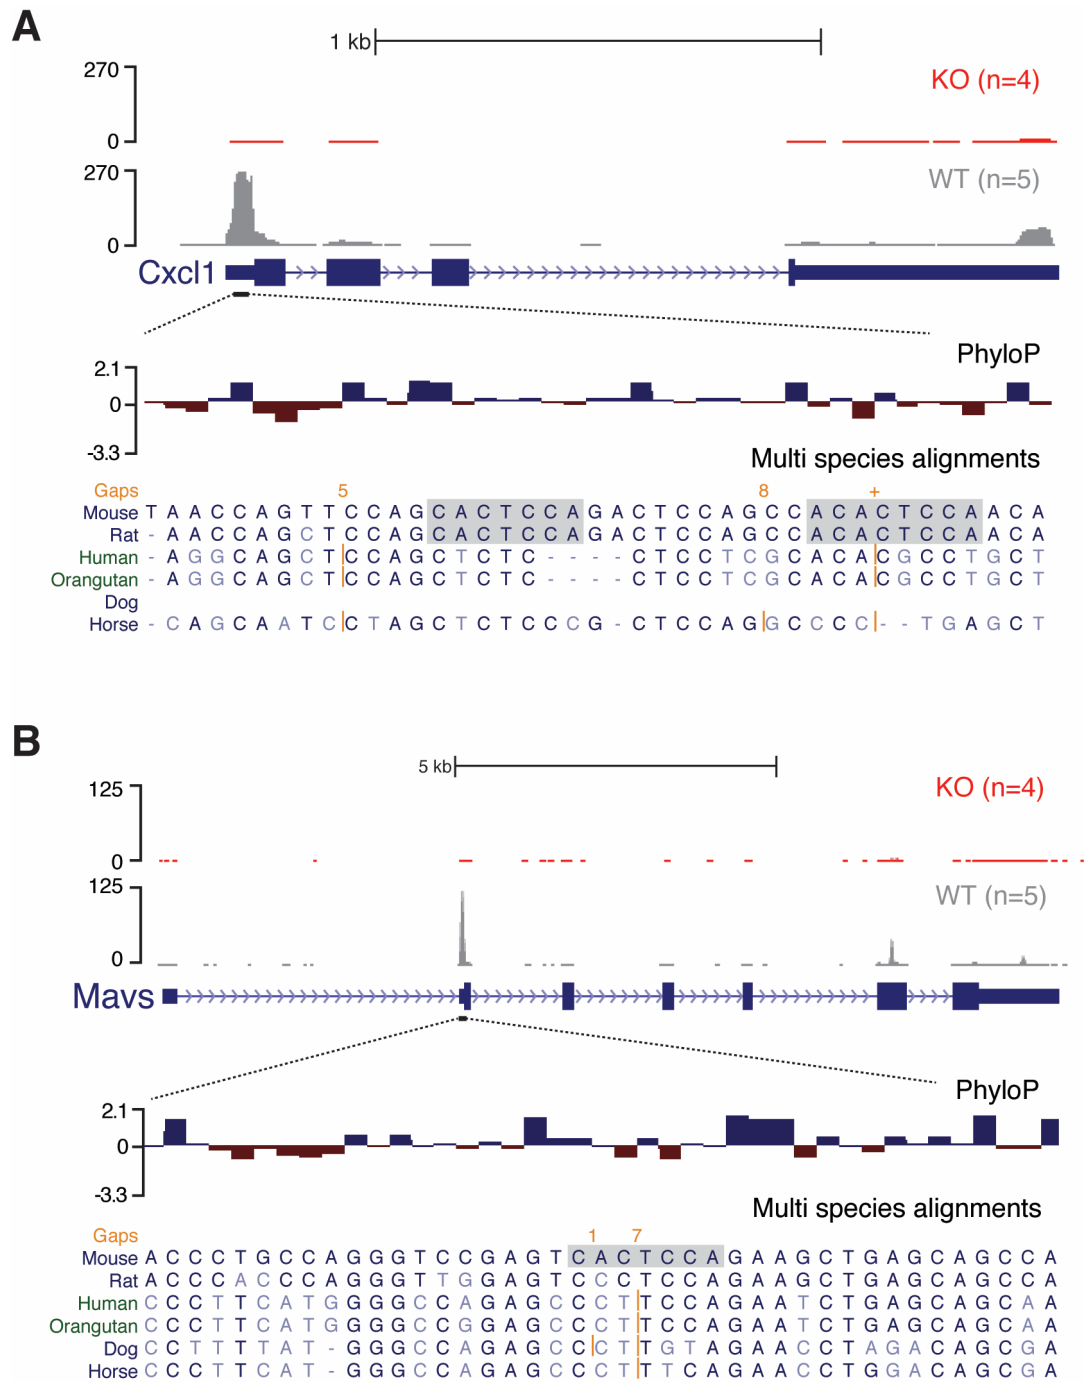 A
1 kb
270
KO (n=4)
0
270
WT (n=5)
0
Cxcl1
PhyloP
2.1
0
-3.3
Multi species alignments
Gaps 5 8 +
Mouse T A A C C A G T T C C A G C A C T C C A G A C T C C A G C C A C A C T C C A A C A
Rat - A A C C A G C T C C A G C A C T C C A G A C T C C A G C C A C A C T C C A A C A
Human - A G G C A G C T C C A G C T C T C - - - - C T C C T C G C A C A C G C C T G C T
Orangutan - A G G C A G C T C C A G C T C T C - - - - C T C C T C G C A C A C G C C T G C T
Dog
Horse - C A G C A A T C C T A G C T C T C C C G - C T C C A G G C C C C - - T G A G C T
B
5 kb
125
KO (n=4)
0
125
WT (n=5)
0
Mavs
PhyloP
2.1
0
-3.3
Multi species alignments
Gaps 1 7
Mouse A C C C T G C C A G G G T C C G A G T C A C T C C A G A A G C T G A G C A G C C A
Rat A C C C A C C C A G G G T T G G A G T C C C T C C A G A A G C T G A G C A G C C A
Human C C C T T C A T G G G G C C A G A G C C C T T C C A G A A T C T G A G C A G C A A
Orangutan C C C T T C A T G G G G C C G G A G C C C T T C C A G A A T C T G A G C A G C A A
Dog C C T T T T A T - G G G C C A G A G C C C T T G T A G A A C C T A G A C A G C G A
Horse C C C T T C A T - G G G C C A G A G C C C T T T C A G A A C C T G G A C A G C G A